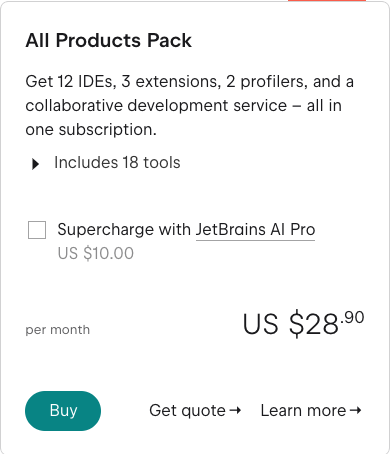 All Products Pack
Get 12 IDEs, 3 extensions, 2 profilers, and a
collaborative development service – all in
one subscription.
Includes 18 tools
Supercharge with JetBrains AI Pro
US $10.00
per month
US $28.90
Buy
Get quote→
Learn more→